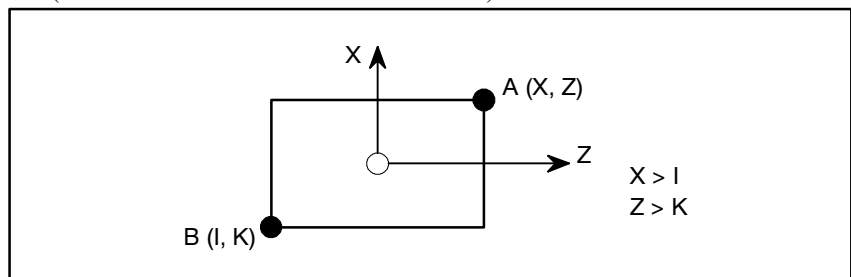 X
A (X, Z)
Z
X > I
Z > K
B (I, K)